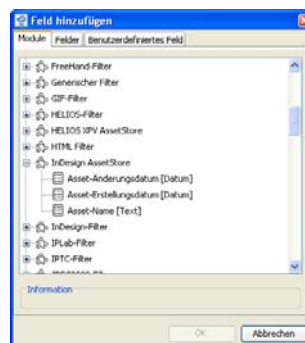 Feld hinzufügen
Module Felder Benutzerdefiniertes Feld
FreeHand-Filter
Generischer Filter
GIF-Filter
HELIOS-Filter
HELIOS XPV AssetStore
HTML Filter
InDesign AssetStore
Asset-Änderungsdatum [Datum]
Asset-Erstellungsdatum [Datum]
Asset-Name [Text]
InDesign-Filter
IPLab-Filter
IPTC-Filter
Information
OK Abbrechen